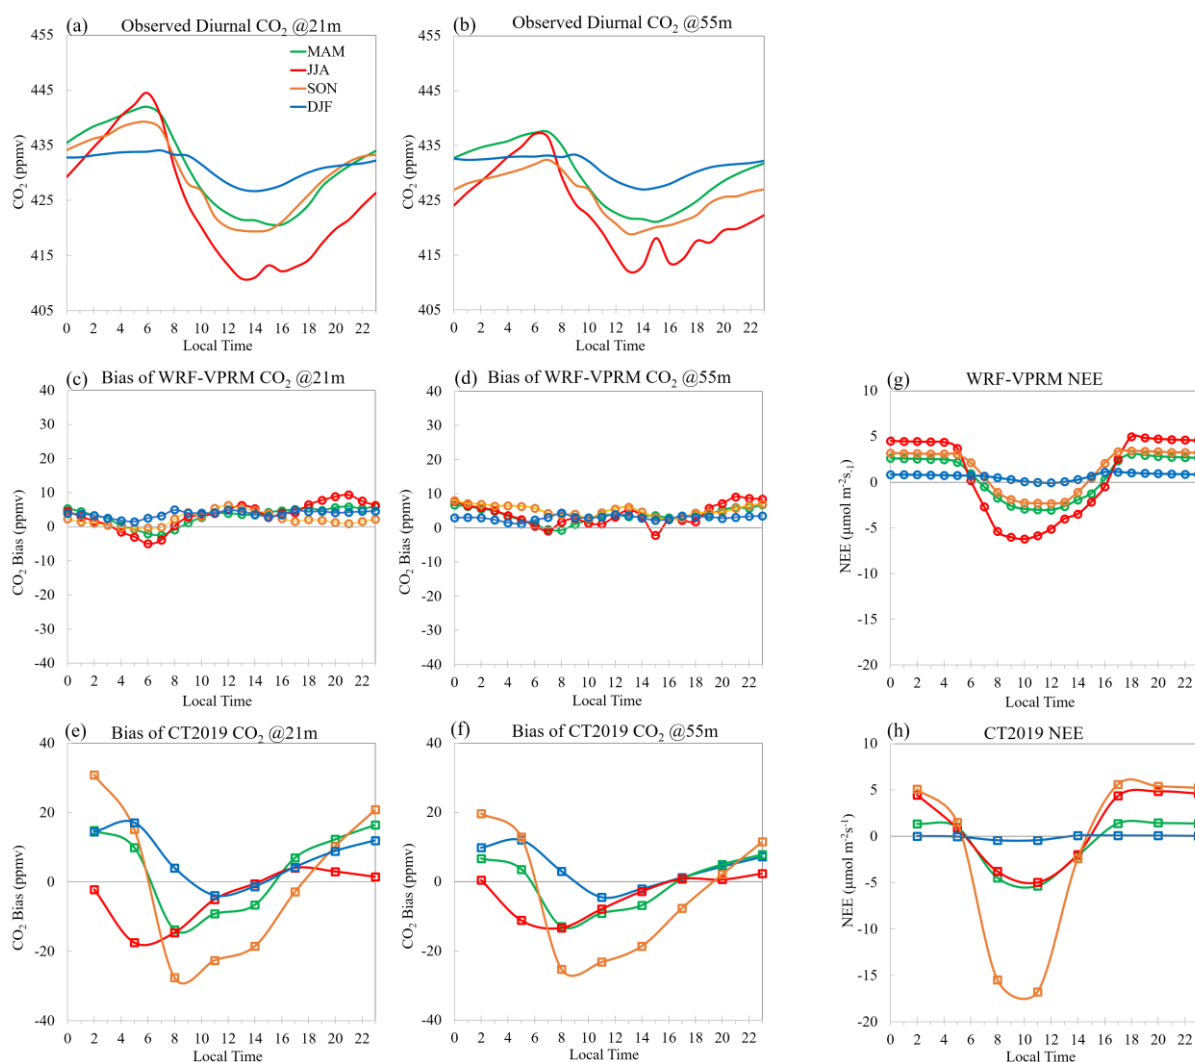 (a) Observed Diurnal CO₂ @21m
455
445
435
425
415
405
CO₂ (ppmv)
MAM
JJA
SON
DJF
0 2 4 6 8 10 12 14 16 18 20 22
Local Time
(b) Observed Diurnal CO₂ @55m
455
445
435
425
415
405
CO₂ (ppmv)
0 2 4 6 8 10 12 14 16 18 20 22
Local Time
(c) Bias of WRF-VPRM CO₂ @21m
40
30
20
10
0
-10
-20
-30
-40
CO₂ Bias (ppmv)
0 2 4 6 8 10 12 14 16 18 20 22
Local Time
(d) Bias of WRF-VPRM CO₂ @55m
40
30
20
10
0
-10
-20
-30
-40
CO₂ Bias (ppmv)
0 2 4 6 8 10 12 14 16 18 20 22
Local Time
(g) WRF-VPRM NEE
10
5
0
-5
-10
-15
-20
NEE (µmol m⁻²s₋₁)
0 2 4 6 8 10 12 14 16 18 20 22
Local Time
(e) Bias of CT2019 CO₂ @21m
40
20
0
-20
-40
CO₂ Bias (ppmv)
0 2 4 6 8 10 12 14 16 18 20 22
Local Time
(f) Bias of CT2019 CO₂ @55m
40
20
0
-20
-40
CO₂ Bias (ppmv)
0 2 4 6 8 10 12 14 16 18 20 22
Local Time
(h) CT2019 NEE
10
5
0
-5
-10
-15
-20
NEE (µmol m⁻²s⁻¹)
0 2 4 6 8 10 12 14 16 18 20 22
Local Time